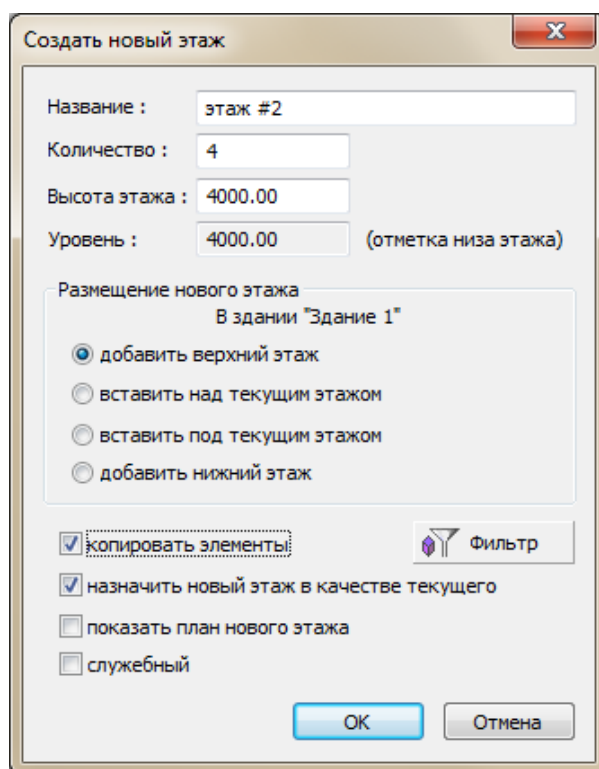 Создать новый этаж
Название : этаж #2
Количество : 4
Высота этажа : 4000.00
Уровень : 4000.00 (отметка низа этажа)
Размещение нового этажа
В здании "Здание 1"
добавить верхний этаж
вставить над текущим этажом
вставить под текущим этажом
добавить нижний этаж
копировать элементы Фильтр
назначить новый этаж в качестве текущего
показать план нового этажа
служебный
OK Отмена